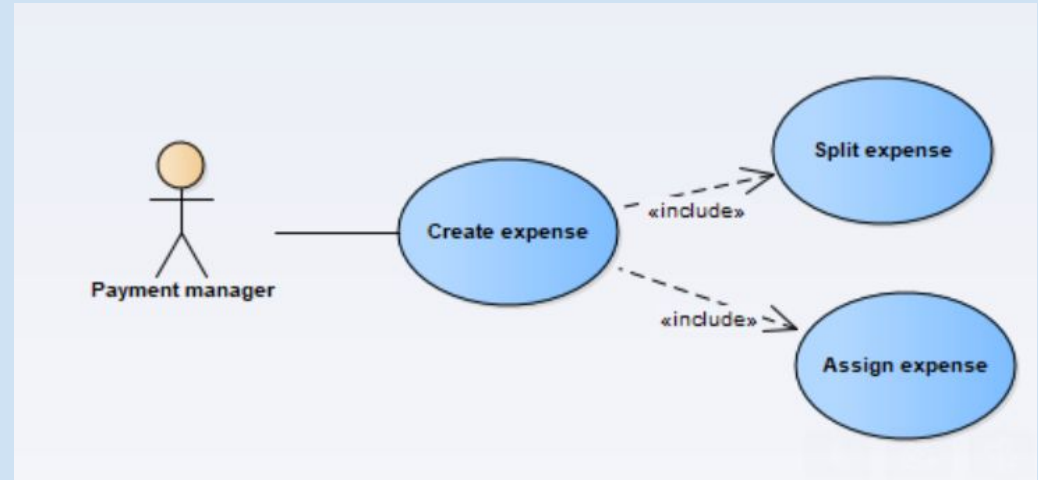 Split expense
Create expense
«include»
Payment manager
«include»
Assign expense